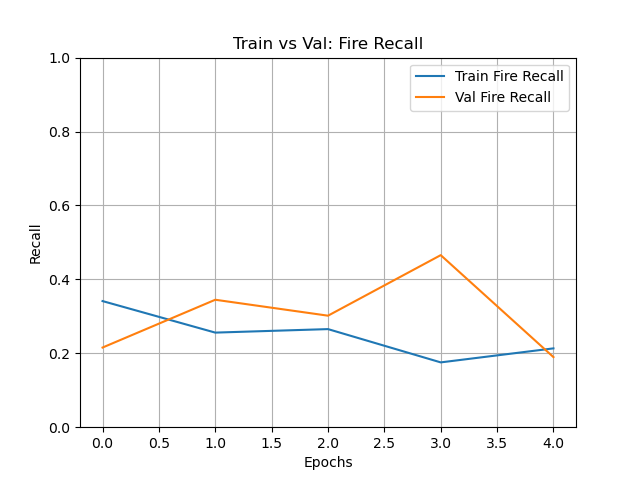 Train vs Val: Fire Recall
1.0
Train Fire Recall
Val Fire Recall
0.8
0.6
Recall
0.4
0.2
0.0
0.0 0.5 1.0 1.5 2.0 2.5 3.0 3.5 4.0
Epochs